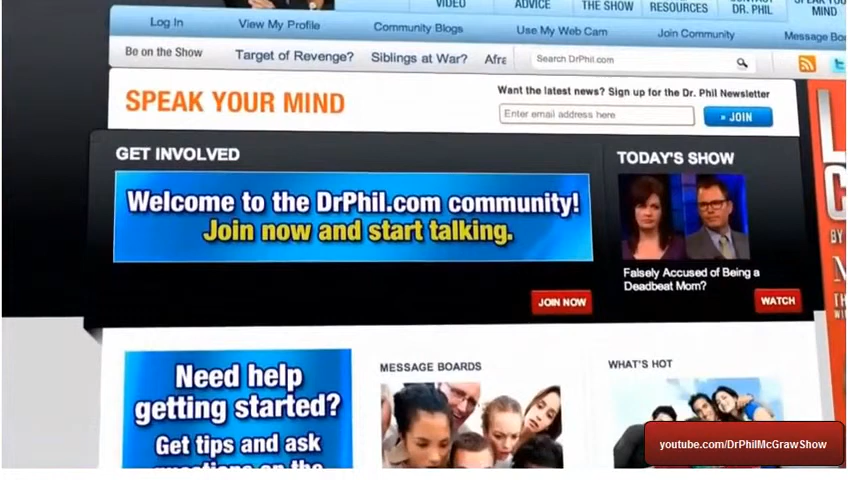 VIDEO
ADVICE
THE SHOW
RESOURCES
DR. PHIL
MIND
Log In
View My Profile
Community Blogs
Use My Web Cam
Join Community
Message
Be on the Show
Target of Revenge?
Siblings at War?
Search DrPhil.com
SPEAK YOUR MIND
Want the latest news? Sign up for the Dr. Phil Newsletter
Enter email address here
» JOIN
GET INVOLVED
Welcome to the DrPhil.com community!
Join now and start talking.
JOIN NOW
TODAY'S SHOW
Falsely Accused of Being a
Deadbeat Mom?
WATCH
BY
Need help
getting started?
Get tips and ask
MESSAGE BOARDS
WHAT'S HOT
youtube.com/DrPhilMcGrawShow